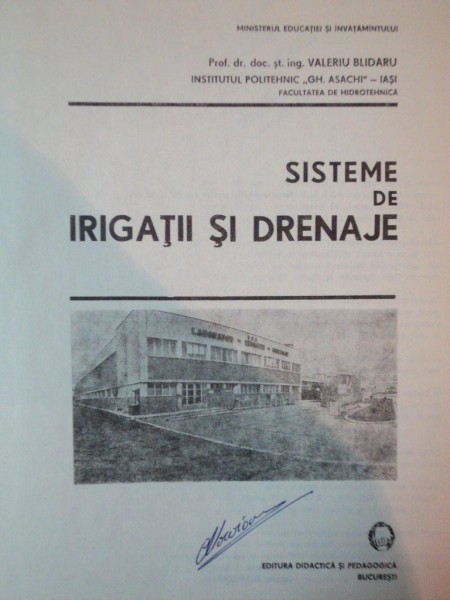 MINISTERUL EDUCAȚIEI ȘI INVĂȚĂMINTULUI
Prof. dr. doc. șt. ing. VALERIU BLIDARU
INSTITUTUL POLITEHNIC „GH. ASACHI" – IAȘI
FACULTATEA DE HIDROTEHNICĂ
SISTEME
DE
IRIGAȚII ȘI DRENAJE
EDITURA DIDACTICĂ ȘI PEDAGOGICĂ
BUCUREȘTI